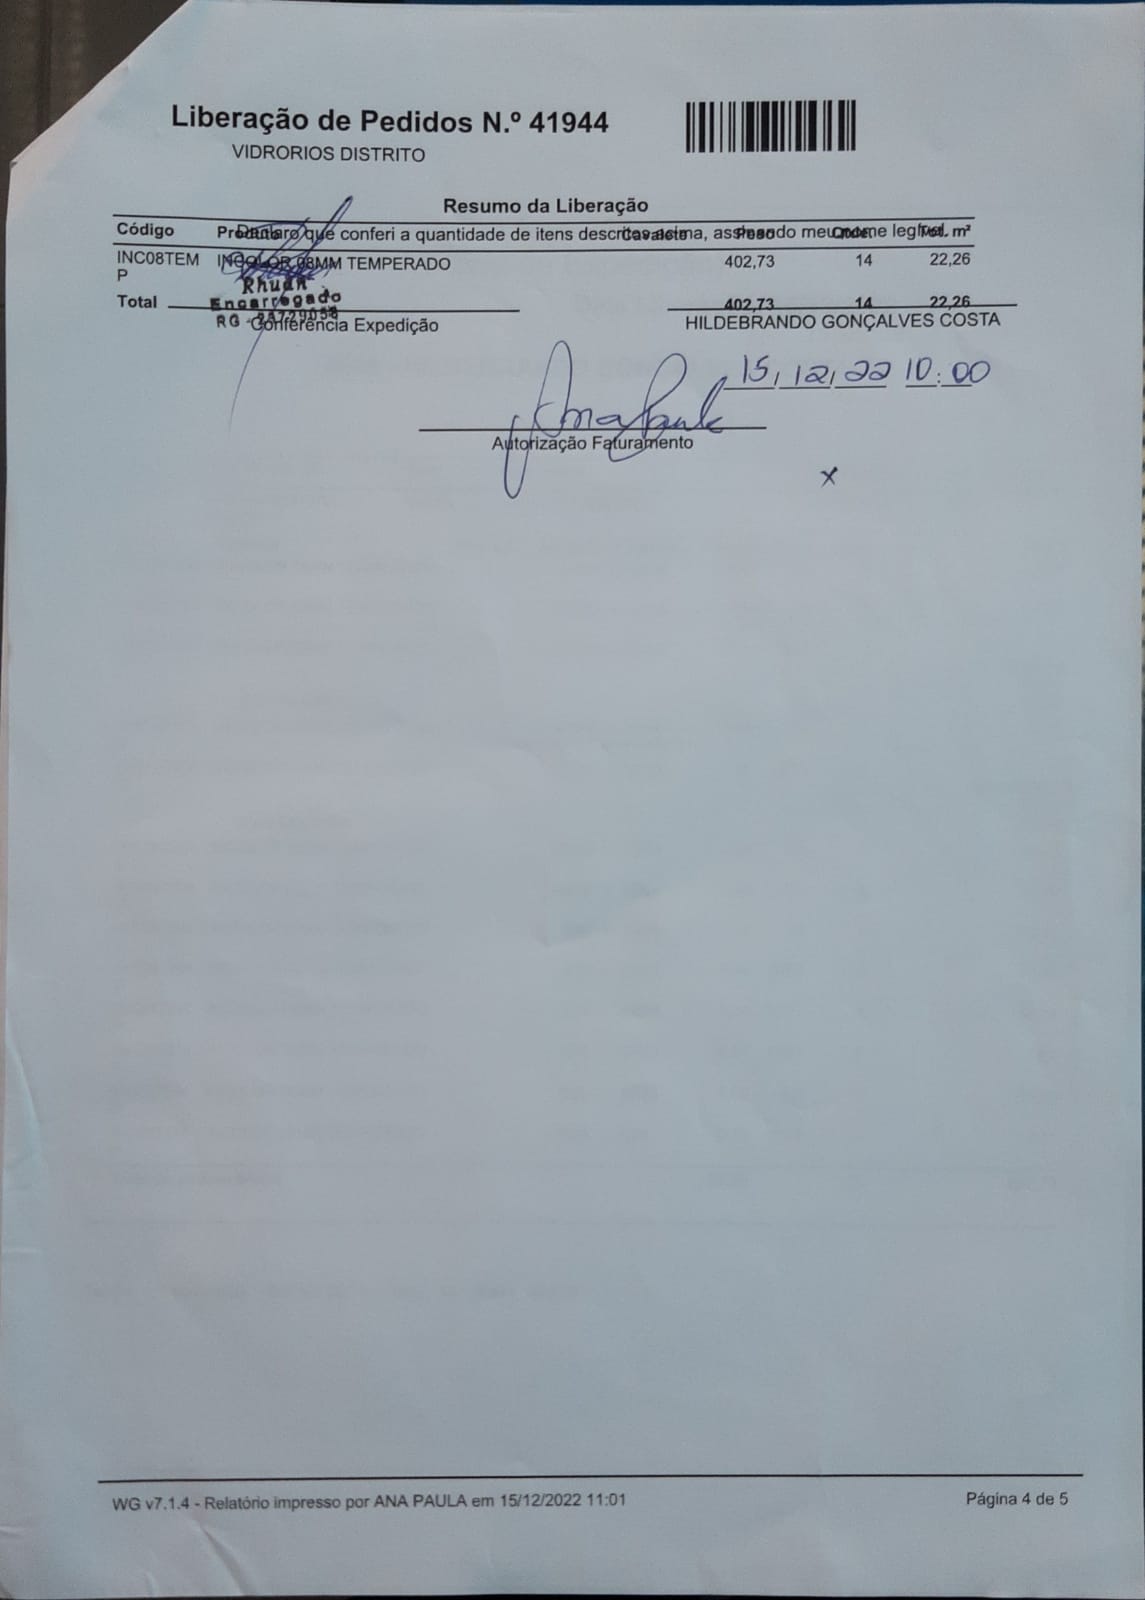 Liberação de Pedidos N.º 41944
VIDRORIOS DISTRITO
Resumo da Liberação
Código Produto Cavalete Peso Qtde. Tot. m²
Declaro que conferi a quantidade de itens descritos acima, assinando meu nome legível.
INC08TEM INCOLOR 08MM TEMPERADO 402,73 14 22,26
P
Rhuan
Encarregado
Total 402,73 14 22,26
RG
Conferência Expedição HILDEBRANDO GONÇALVES COSTA
15/12/22 10:00
Ana Paula
Autorização Faturamento
x
WG v7.1.4 - Relatório impresso por ANA PAULA em 15/12/2022 11:01 Página 4 de 5